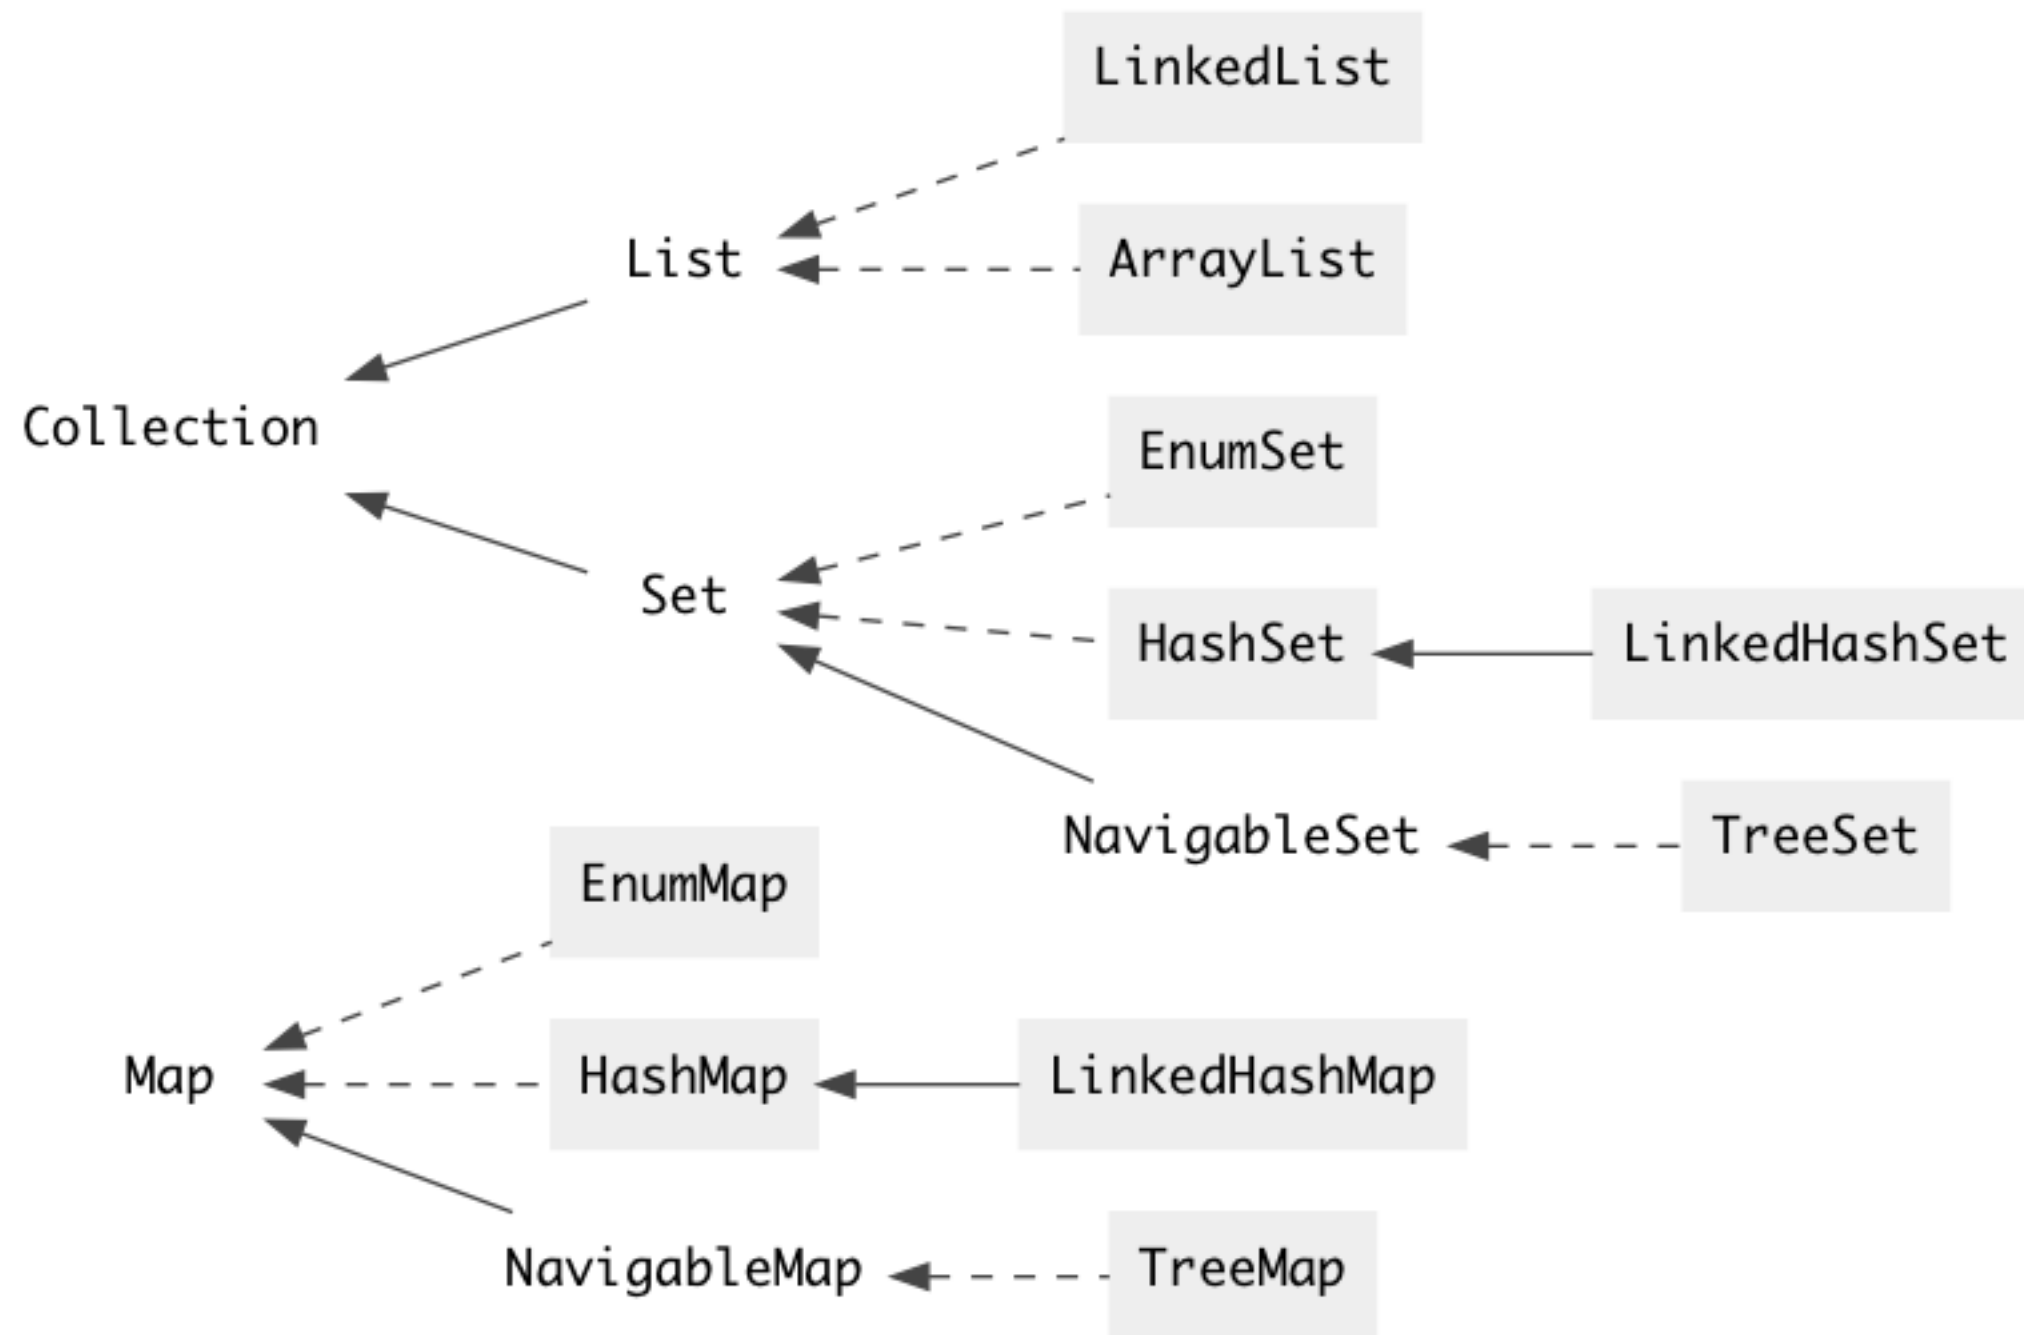 LinkedList
List
ArrayList
Collection
EnumSet
Set
HashSet
LinkedHashSet
NavigableSet
TreeSet
EnumMap
Map
HashMap
LinkedHashMap
NavigableMap
TreeMap